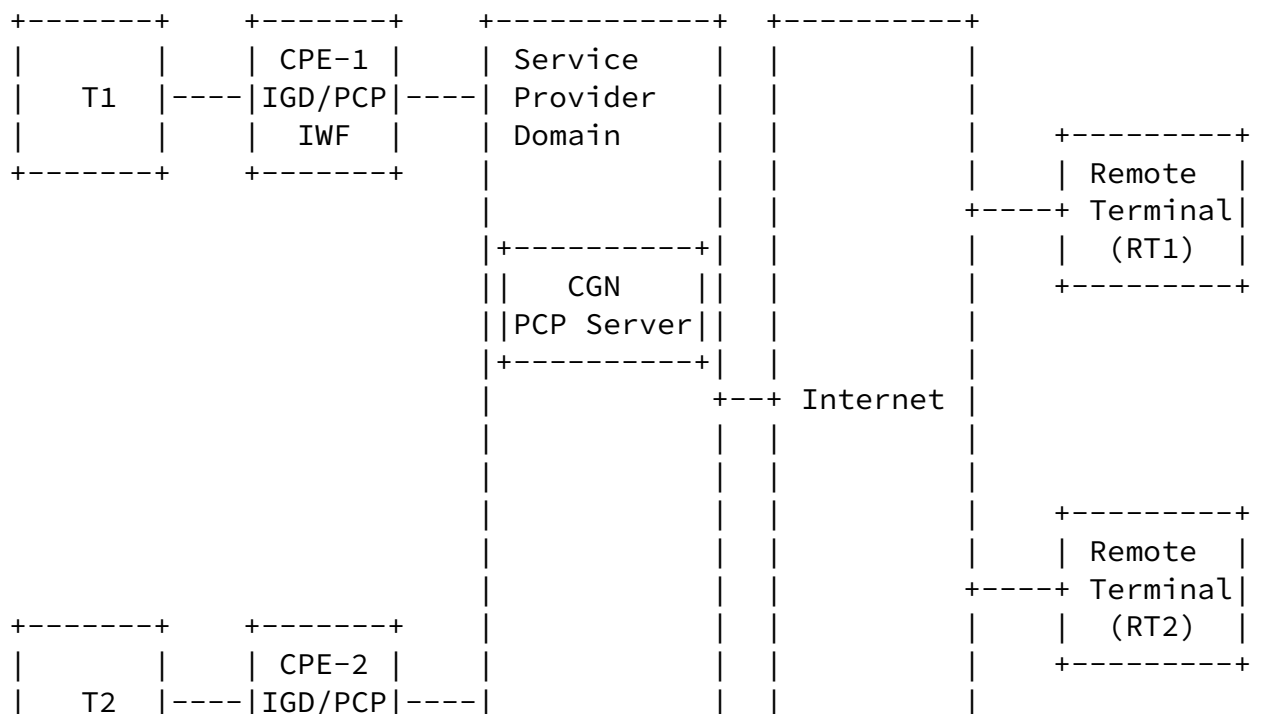 +-------+    +-------+    +------------+  +----------+
|       |    | CPE-1 |    | Service    |  |          |
|   T1  |----|IGD/PCP|----| Provider   |  |          |
|       |    |  IWF  |    | Domain     |  |          |    +---------+
+-------+    +-------+    |            |  |          |    | Remote  |
                          |            |  |          +----+ Terminal|
                          |+----------+|  |          |    |  (RT1)  |
                          ||   CGN    ||  |          |    +---------+
                          ||PCP Server||  |          |
                          |+----------+|  |          |
                          |            +--+ Internet |
                          |            |  |          |
                          |            |  |          |
                          |            |  |          |    +---------+
                          |            |  |          |    | Remote  |
                          |            |  |          +----+ Terminal|
+-------+    +-------+    |            |  |          |    |  (RT2)  |
|       |    | CPE-2 |    |            |  |          |    +---------+
|   T2  |----|IGD/PCP|----|            |  |          |